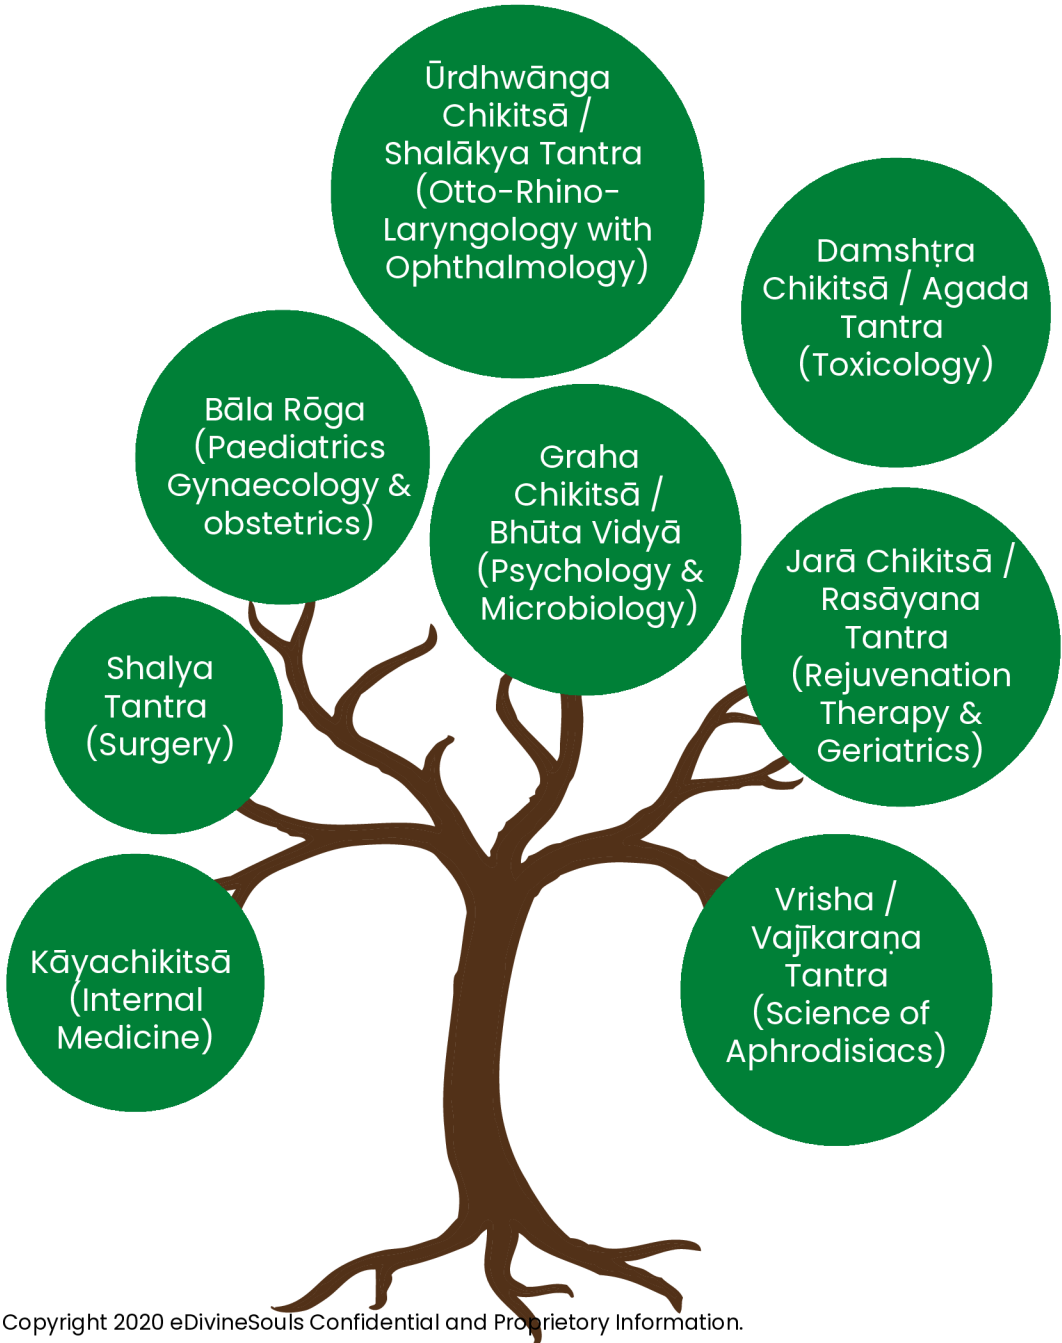 Ūrdhwānga
Chikitsā /
Shalākya Tantra
(Otto-Rhino-
Laryngology with
Ophthalmology)
Damshṭra
Chikitsā / Agada
Tantra
(Toxicology)
Bāla Rōga
(Paediatrics
Gynaecology &
obstetrics)
Graha
Chikitsā /
Bhūta Vidyā
(Psychology &
Microbiology)
Jarā Chikitsā /
Rasāyana
Tantra
(Rejuvenation
Therapy &
Geriatrics)
Shalya
Tantra
(Surgery)
Kāyachikitsā
(Internal
Medicine)
Vrisha /
Vajīkaraṇa
Tantra
(Science of
Aphrodisiacs)
Copyright 2020 eDivineSouls Confidential and Proprietory Information.